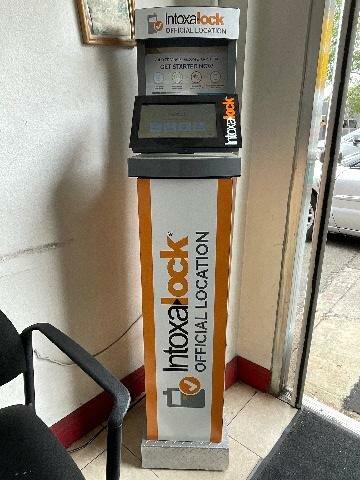 Intoxalock
OFFICIAL LOCATION
GET STARTED NOW!
Intoxalock
Intoxalock®
OFFICIAL LOCATION